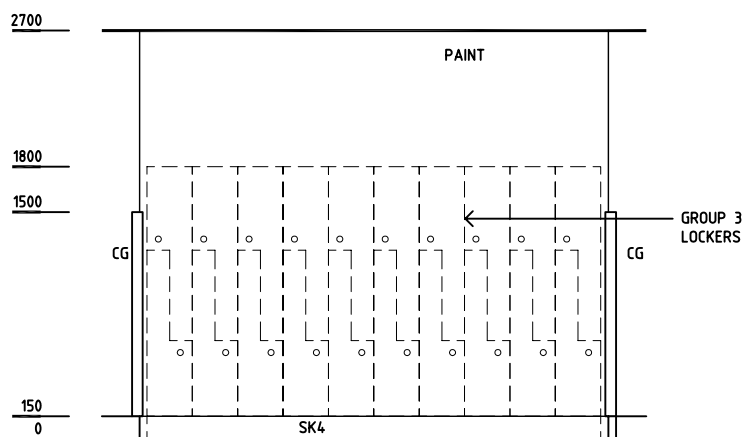 2700
PAINT
1800
1500
GROUP 3
LOCKERS
CG
CG
150
0
SK4